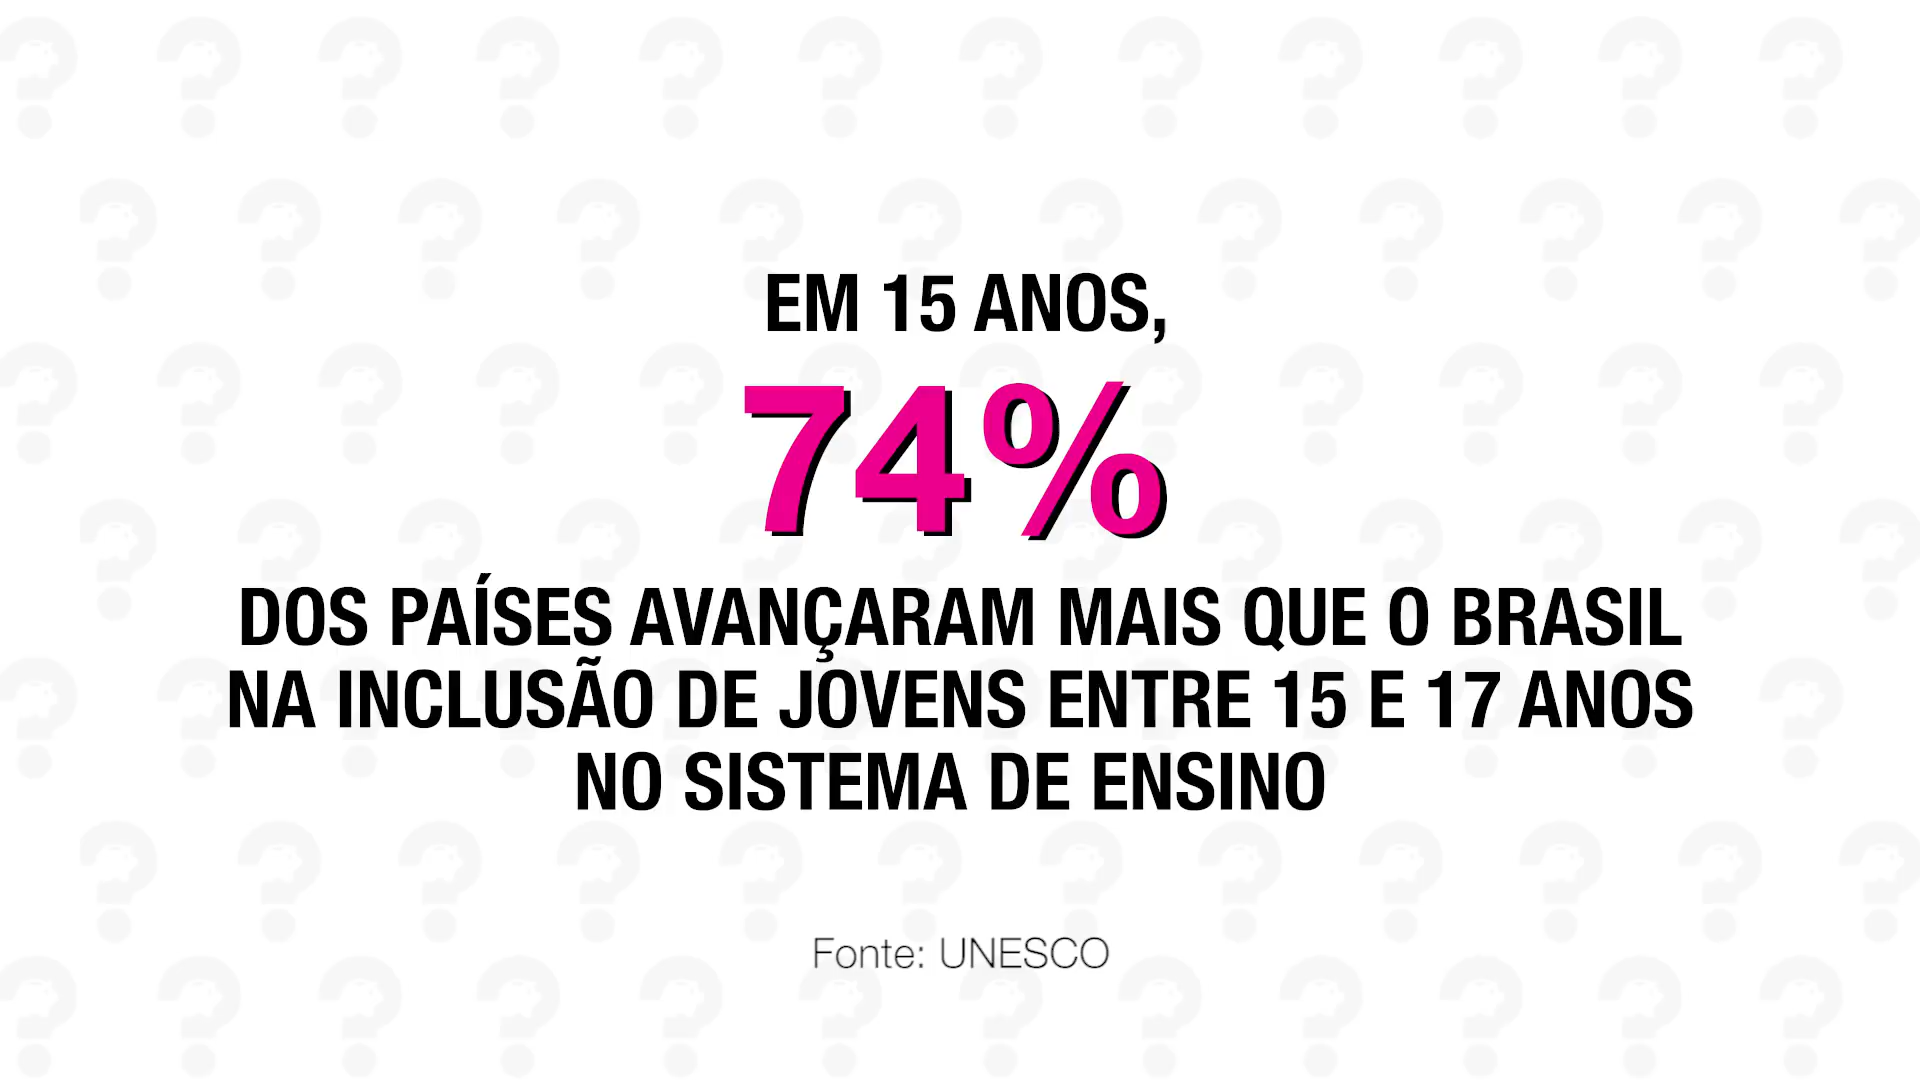 EM 15 ANOS,
74%
DOS PAÍSES AVANÇARAM MAIS QUE O BRASIL
NA INCLUSÃO DE JOVENS ENTRE 15 E 17 ANOS
NO SISTEMA DE ENSINO
Fonte: UNESCO